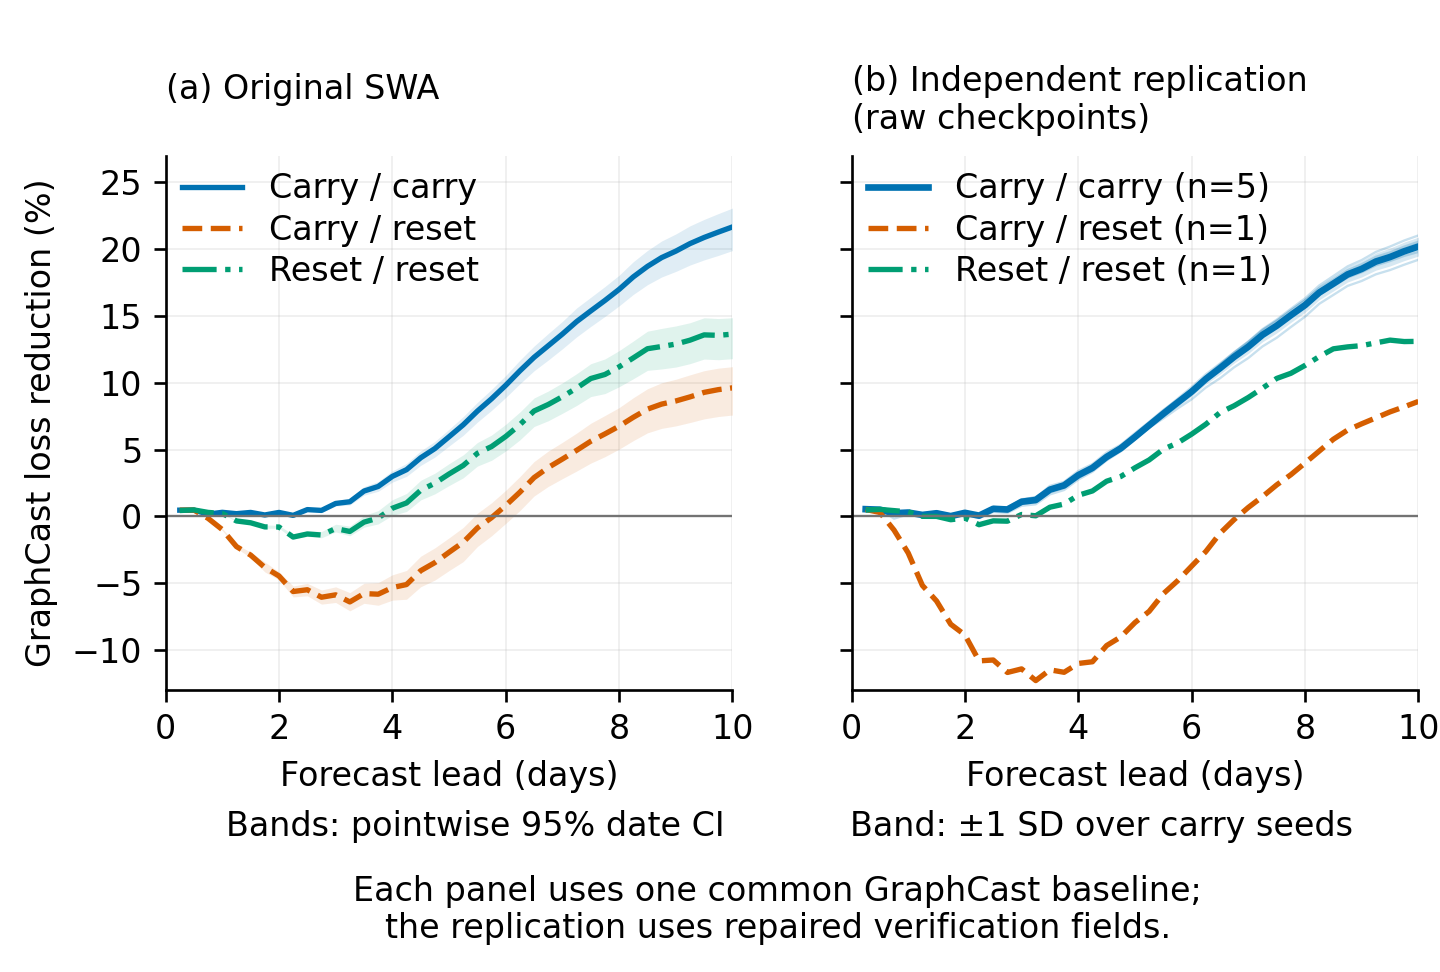 (a) Original SWA
(b) Independent replication
(raw checkpoints)
GraphCast loss reduction (%)
25
20
15
10
5
0
−5
−10
Carry / carry
Carry / reset
Reset / reset
0 2 4 6 8 10
Forecast lead (days)
Bands: pointwise 95% date CI
Carry / carry (n=5)
Carry / reset (n=1)
Reset / reset (n=1)
0 2 4 6 8 10
Forecast lead (days)
Band: ±1 SD over carry seeds
Each panel uses one common GraphCast baseline;
the replication uses repaired verification fields.